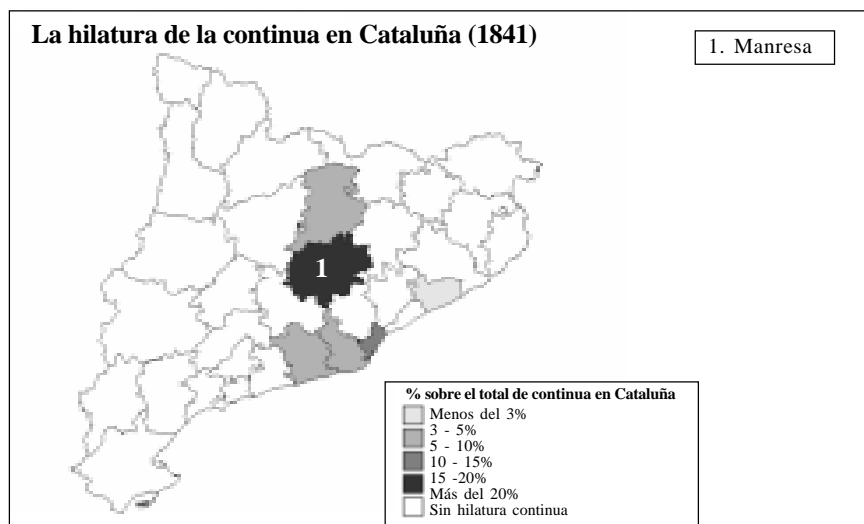 La hilatura de la continua en Cataluña (1841)
1. Manresa
1
% sobre el total de continua en Cataluña
Menos del 3%
3 - 5%
5 - 10%
10 - 15%
15 -20%
Más del 20%
Sin hilatura continua